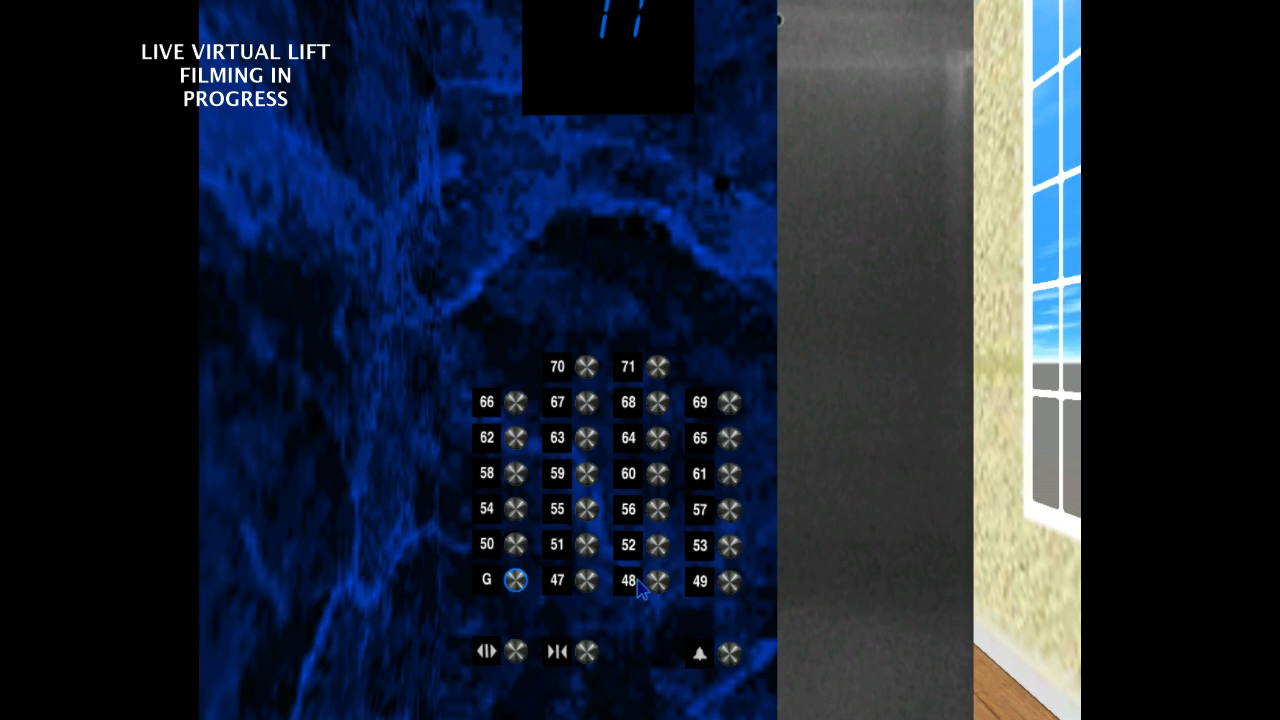 LIVE VIRTUAL LIFT
FILMING IN
PROGRESS
70 71
66 67 68 69
62 63 64 65
58 59 60 61
54 55 56 57
50 51 52 53
G 47 48 49